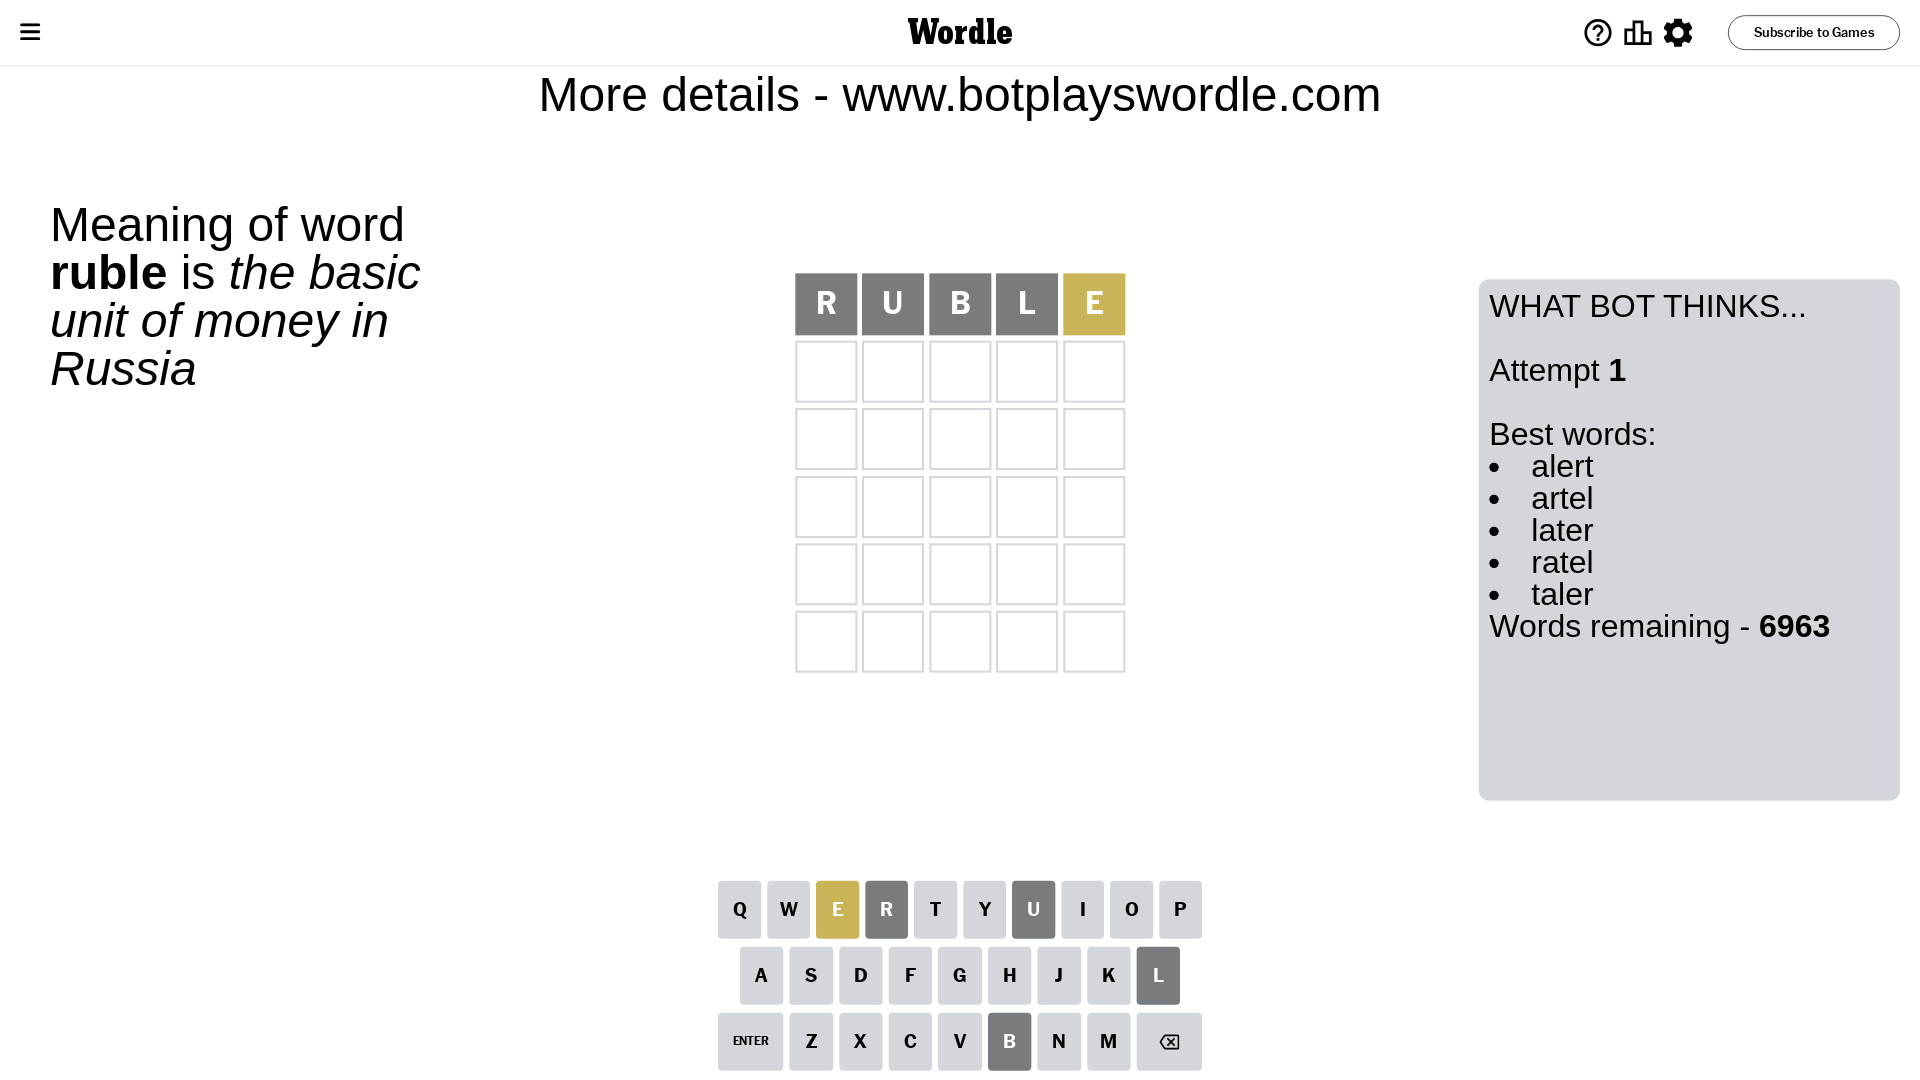 Wordle
Subscribe to Games
More details - www.botplayswordle.com
Meaning of word
ruble is the basic
unit of money in
Russia
R U B L E
WHAT BOT THINKS...
Attempt 1
Best words:
• alert
• artel
• later
• ratel
• taler
Words remaining - 6963
Q W E R T Y U I O P
A S D F G H J K L
ENTER Z X C V B N M